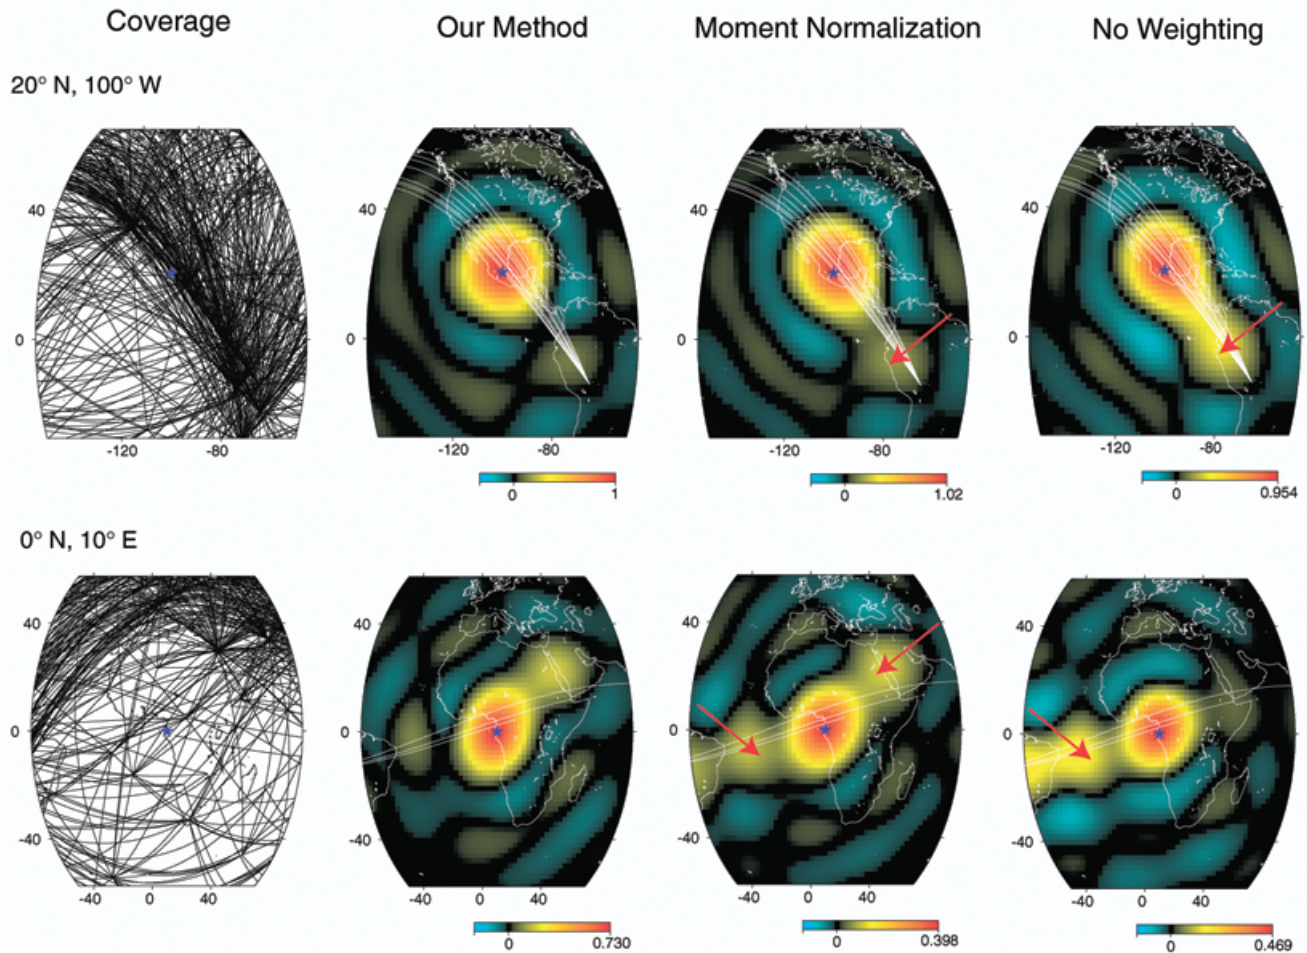 Coverage Our Method Moment Normalization No Weighting
20° N, 100° W
40 40 40 40
0 0 0 0
-120 -80 -120 -80 -120 -80 -120 -80
0 1 0 1.02 0 0.954
0° N, 10° E
40 40 40 40
0 0 0 0
-40 -40 -40 -40
-40 0 40 -40 0 40 -40 0 40 -40 0 40
0 0.730 0 0.398 0 0.469